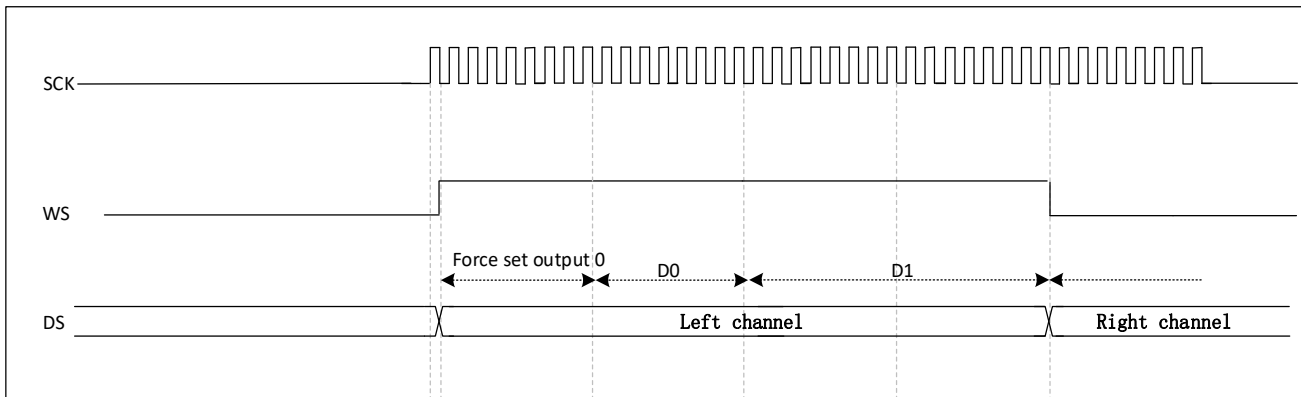 SCK
WS
Force set output 0
D0
D1
DS
Left channel
Right channel